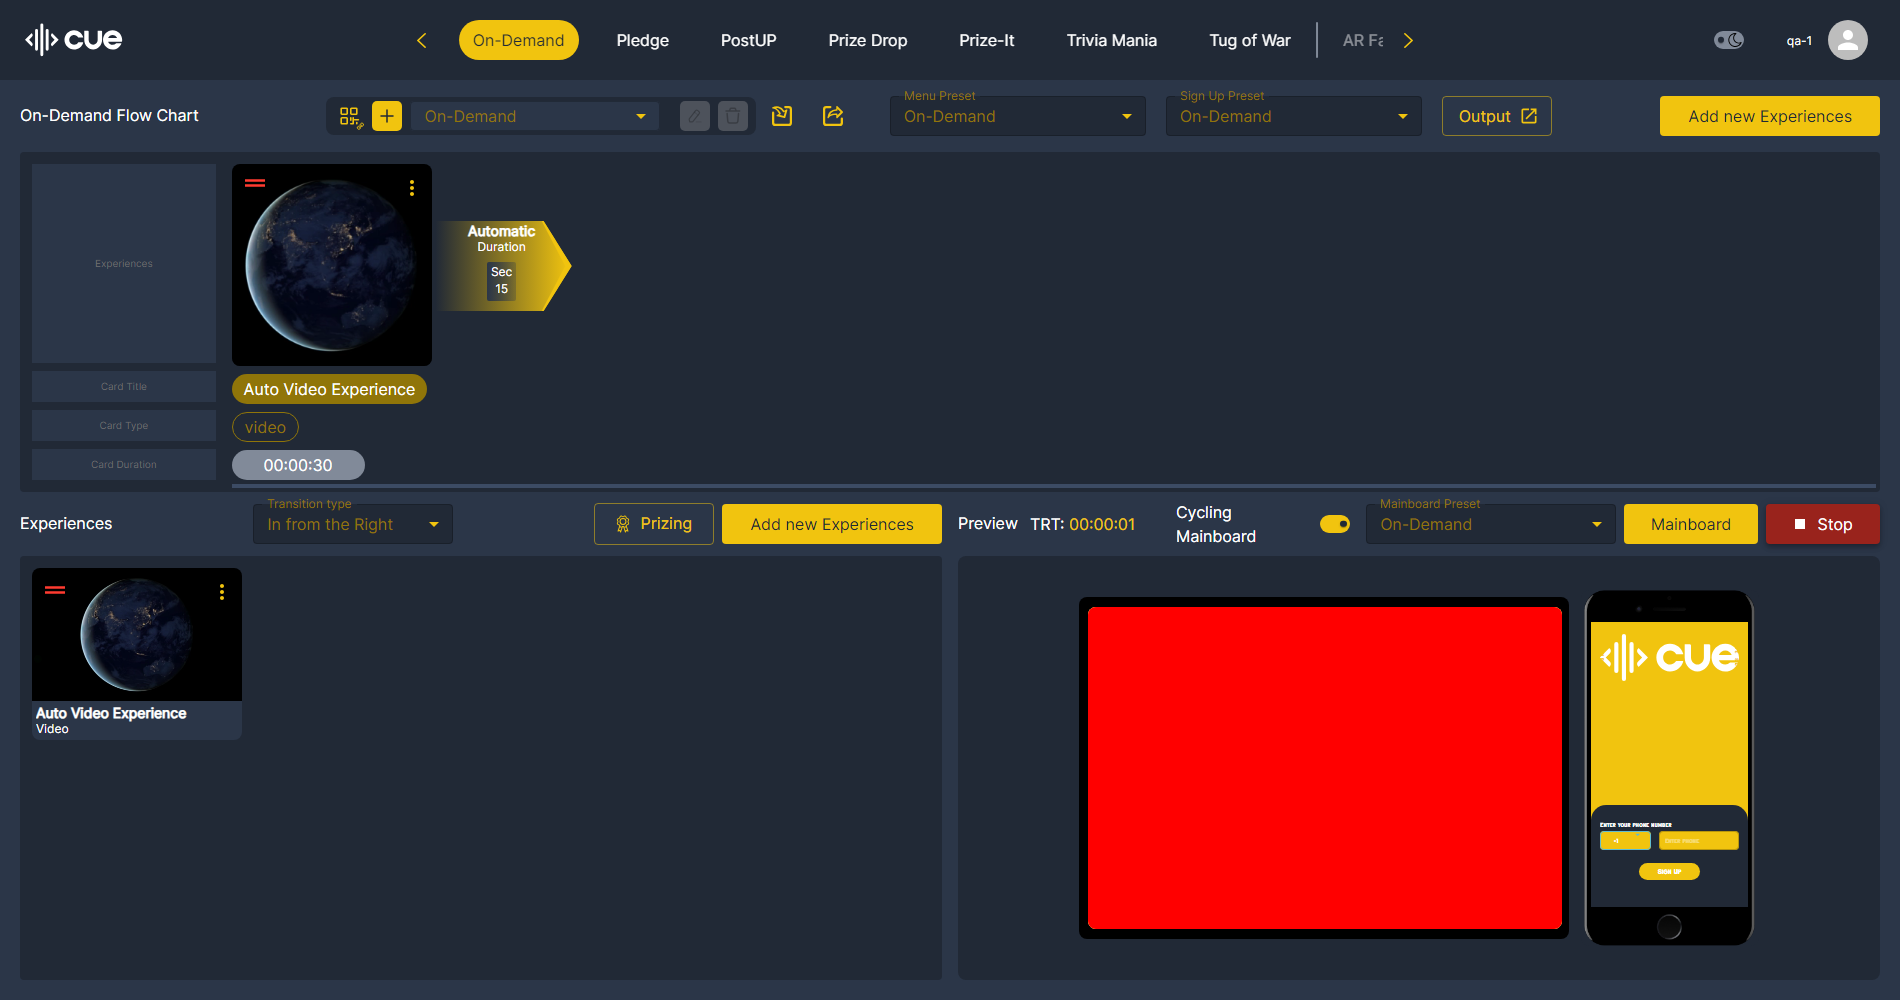 cue
On-Demand
Pledge
PostUP
Prize Drop
Prize-It
Trivia Mania
Tug of War
AR Fa
qa-1
On-Demand Flow Chart
On-Demand
Menu Preset
On-Demand
Sign Up Preset
On-Demand
Output
Add new Experiences
Experiences
Automatic
Duration
Sec
15
Card Title
Auto Video Experience
Card Type
video
Card Duration
00:00:30
Experiences
Transition type
In from the Right
Prizing
Add new Experiences
Preview
TRT: 00:00:01
Cycling
Mainboard
Mainboard Preset
On-Demand
Mainboard
Stop
Auto Video Experience
Video
cue
Enter your phone number
+1
Enter phone
Sign up